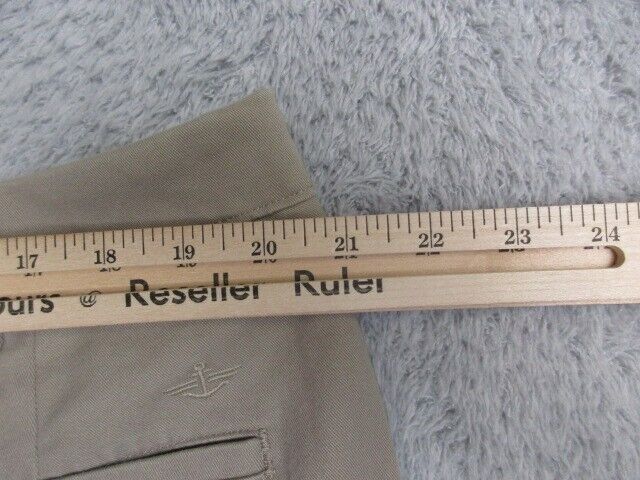 17 18 19 20 21 22 23 24
ours @ Reseller Ruler